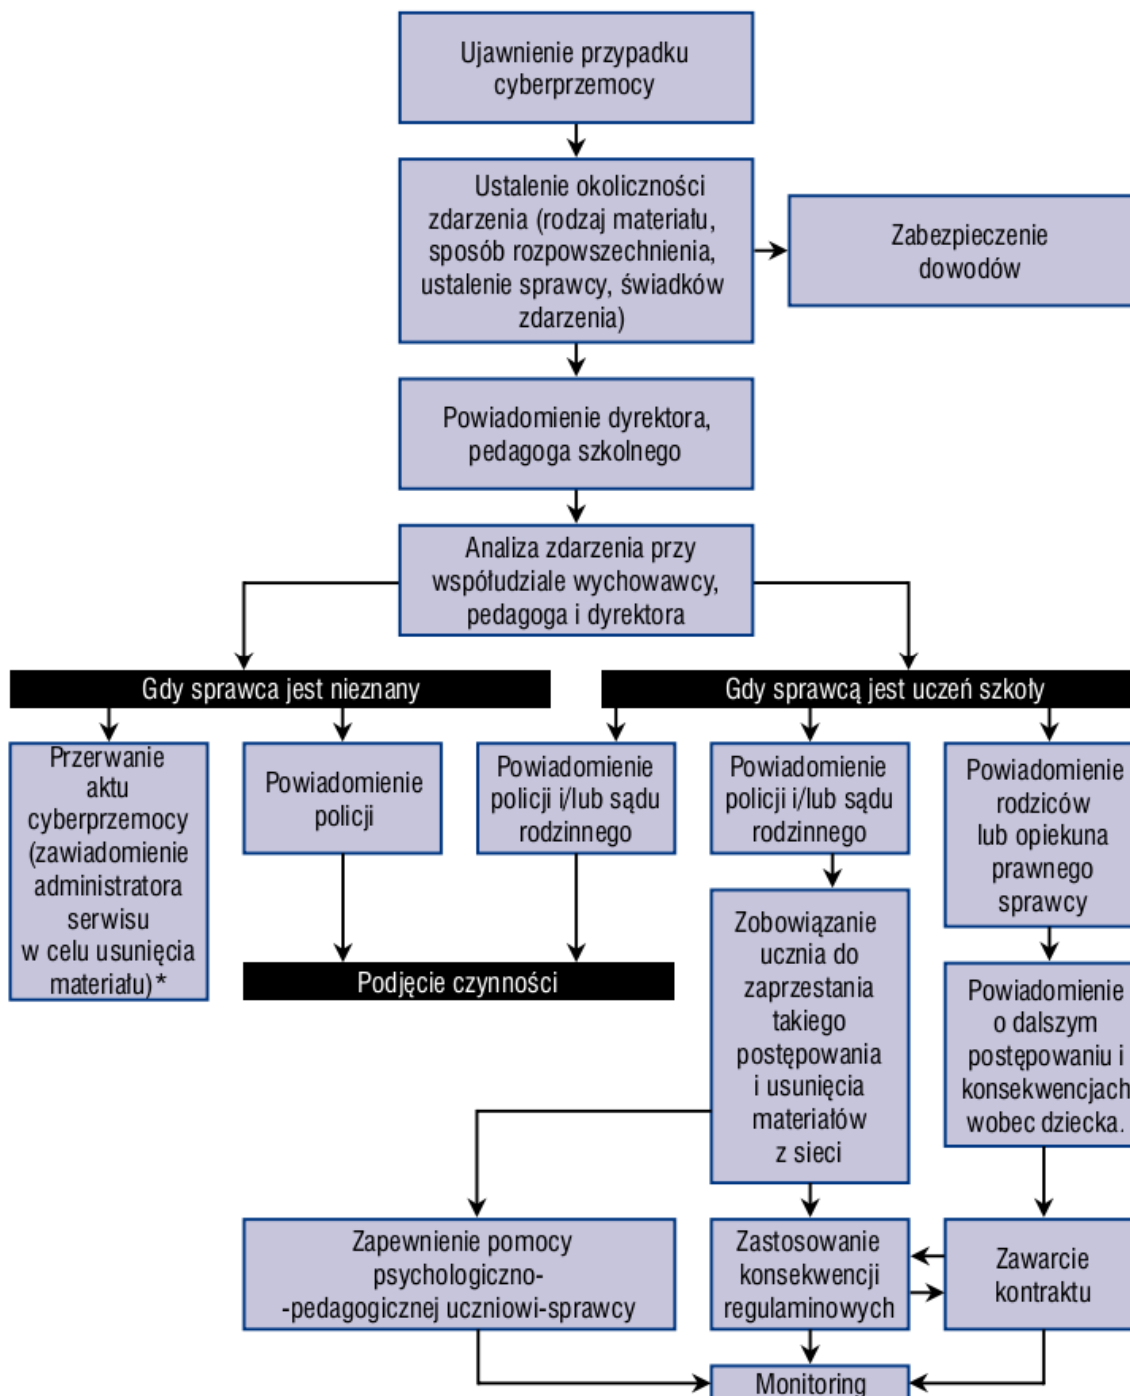 Ujawnienie przypadku
cyberprzemocy
Ustalenie okoliczności
zdarzenia (rodzaj materiału,
sposób rozpowszechnienia,
ustalenie sprawcy, świadków
zdarzenia)
Zabezpieczenie
dowodów
Powiadomienie dyrektora,
pedagoga szkolnego
Analiza zdarzenia przy
współudziale wychowawcy,
pedagoga i dyrektora
Gdy sprawca jest nieznany
Gdy sprawcą jest uczeń szkoły
Przerwanie
aktu
cyberprzemocy
(zawiadomienie
administratora
serwisu
w celu usunięcia
materiału)*
Powiadomienie
policji
Powiadomienie
policji i/lub sądu
rodzinnego
Powiadomienie
policji i/lub sądu
rodzinnego
Powiadomienie
rodziców
lub opiekuna
prawnego
sprawcy
Podjęcie czynności
Zobowiązanie
ucznia do
zaprzestania
takiego
postępowania
i usunięcia
materiałów
z sieci
Powiadomienie
o dalszym
postępowaniu i
konsekwencjach
wobec dziecka.
Zapewnienie pomocy
psychologiczno-
-pedagogicznej uczniowi-sprawcy
Zastosowanie
konsekwencji
regulaminowych
Zawarcie
kontraktu
Monitoring